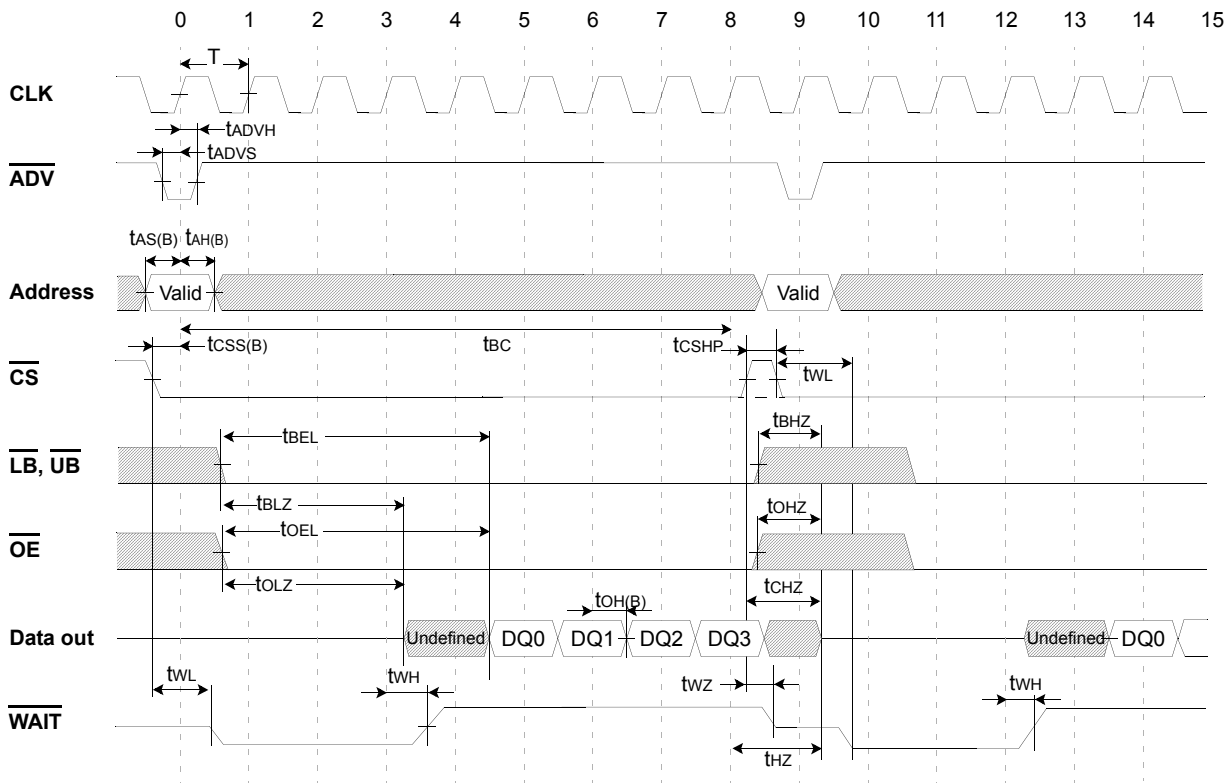 0 1 2 3 4 5 6 7 8 9 10 11 12 13 14 15
T
CLK
tADVH
tADVS
ADV
tAS(B) tAH(B)
Address Valid Valid
tCSS(B) tBC tCSHP
CS tWL
tBEL tBHZ
LB, UB
tBLZ
tOEL tOHZ
OE
tOLZ tCHZ
tOH(B)
Data out Undefined DQ0 DQ1 DQ2 DQ3 Undefined DQ0
tWL tWH tWZ tWH
WAIT
tHZ